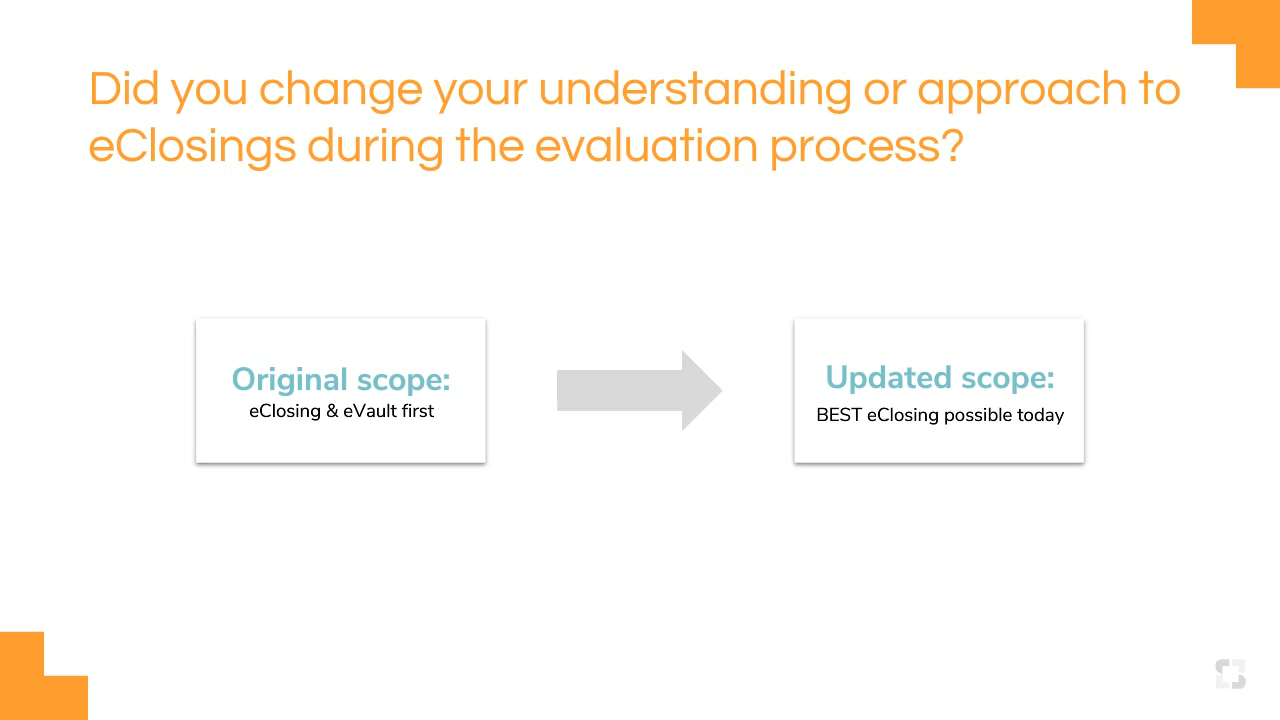 Did you change your understanding or approach to
eClosings during the evaluation process?
Original scope:
eClosing & eVault first
Updated scope:
BEST eClosing possible today